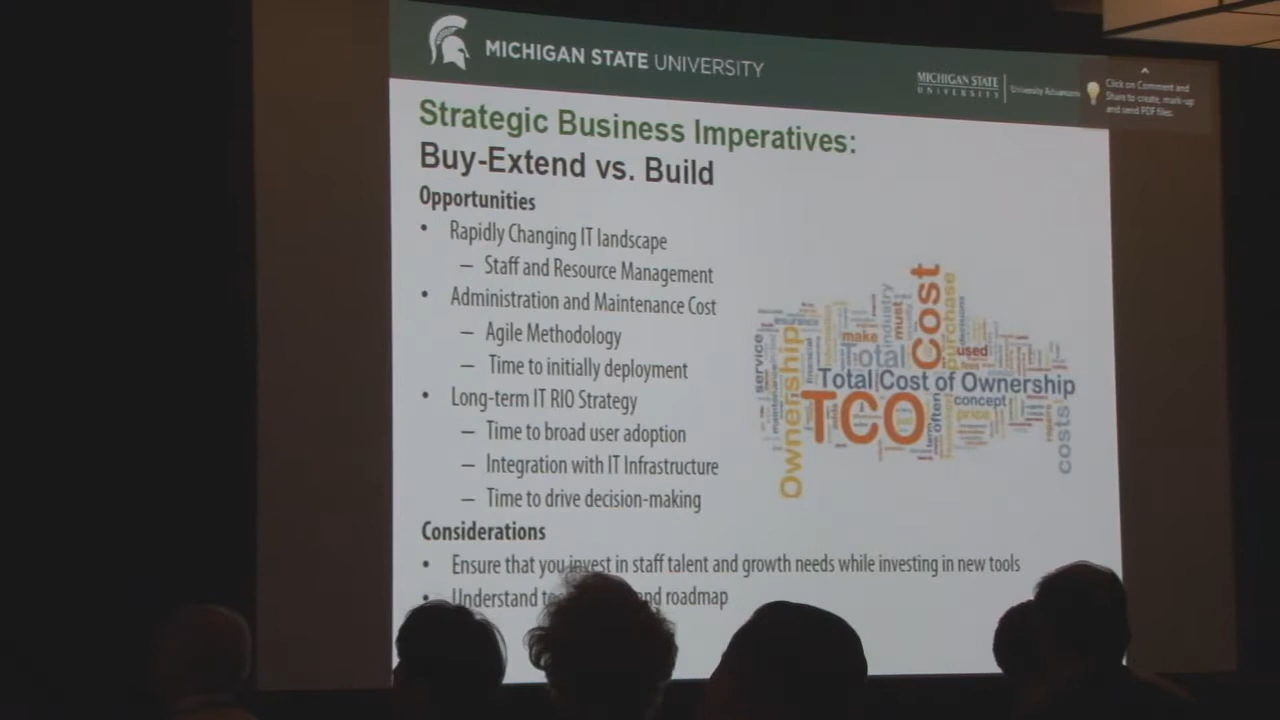 MICHIGAN STATE UNIVERSITY
MICHIGAN STATE
UNIVERSITY
University
Click on Comment and
Share to create, mark-up
and send PDF files.
Strategic Business Imperatives:
Buy-Extend vs. Build
Opportunities
• Rapidly Changing IT landscape
– Staff and Resource Management
• Administration and Maintenance Cost
– Agile Methodology
– Time to initially deployment
• Long-term IT RIO Strategy
– Time to broad user adoption
– Integration with IT Infrastructure
– Time to drive decision-making
Considerations
• Ensure that you invest in staff talent and growth needs while investing in new tools
• Understand and roadmap
Cost
purchase
industry
must
make
Total
used
service
Ownership
Total Cost of Ownership
TCO
often
concept
price
costs